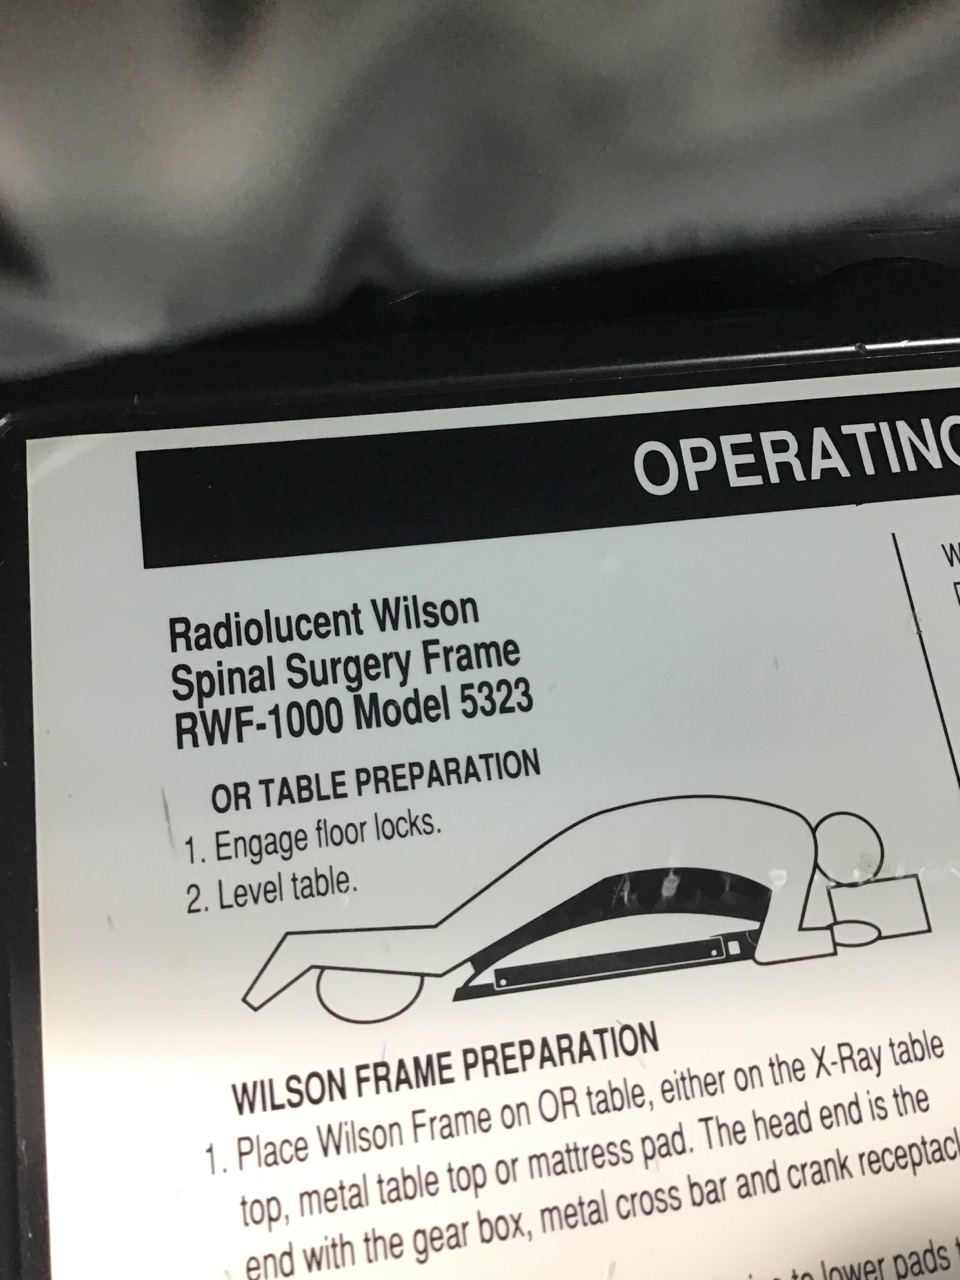 OPERATING
Radiolucent Wilson
Spinal Surgery Frame
RWF-1000 Model 5323
OR TABLE PREPARATION
1. Engage floor locks.
2. Level table.
WILSON FRAME PREPARATION
1. Place Wilson Frame on OR table, either on the X-Ray table
top, metal table top or mattress pad. The head end is the
end with the gear box, metal cross bar and crank
to lower pads